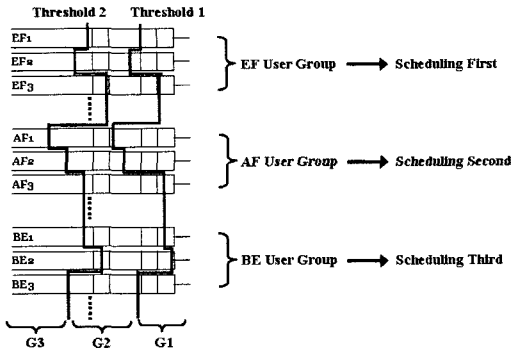 Threshold 2 Threshold 1
EF1
EF2
EF3
EF User Group Scheduling First
AF1
AF2
AF3
AF User Group Scheduling Second
BE1
BE2
BE3
BE User Group Scheduling Third
G3 G2 G1